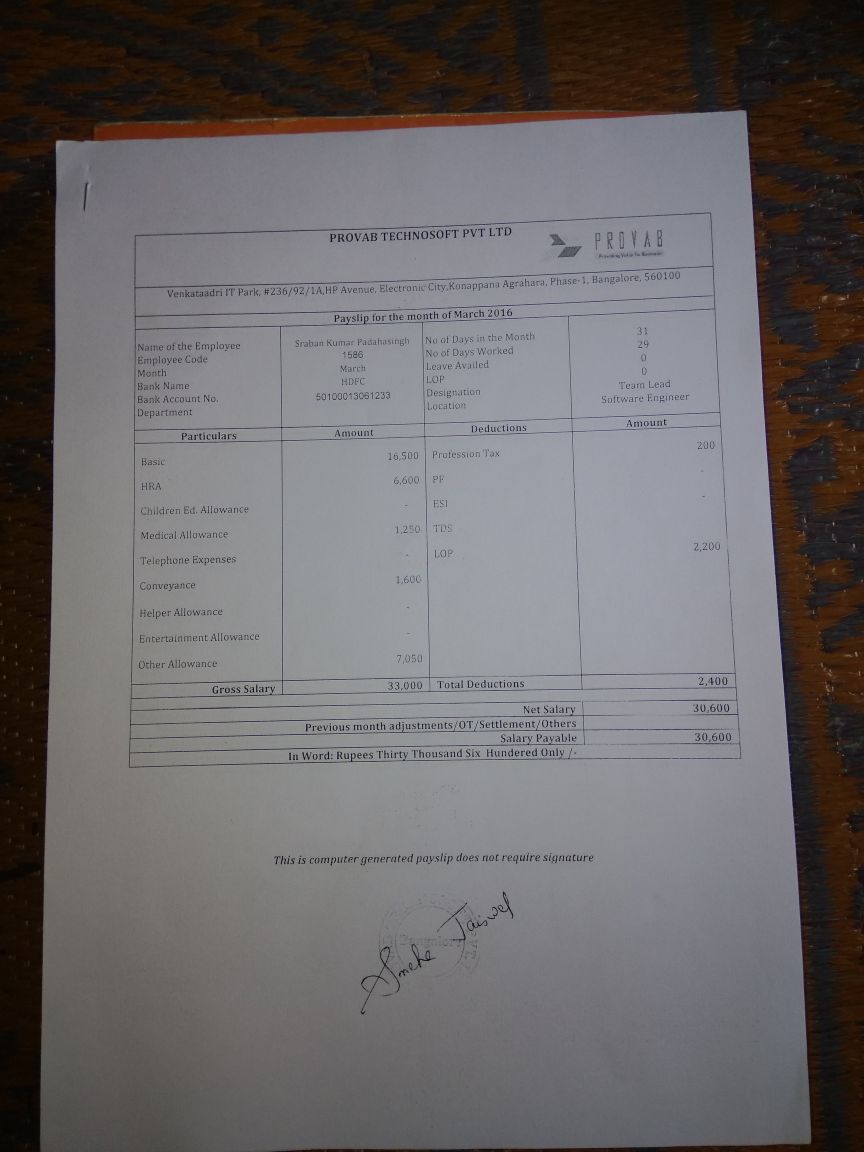 PROVAB TECHNOSOFT PVT LTD
PROVAB
Providing Value To Business
Venkataadri IT Park, #236/92/1A,HP Avenue, Electronic City,Konappana Agrahara, Phase-1, Bangalore, 560100
Payslip for the month of March 2016
Name of the Employee Sraban Kumar Padahasingh No of Days in the Month 31
Employee Code 1586 No of Days Worked 29
Month March Leave Availed 0
Bank Name HDFC LOP 0
Bank Account No. 50100013061233 Designation Team Lead
Department Location Software Engineer
Particulars Amount Deductions Amount
Basic 16,500 Profession Tax 200
HRA 6,600 PF -
Children Ed. Allowance - ESI -
Medical Allowance 1,250 TDS
Telephone Expenses - LOP 2,200
Conveyance 1,600
Helper Allowance -
Entertainment Allowance -
Other Allowance 7,050
Gross Salary 33,000 Total Deductions 2,400
Net Salary 30,600
Previous month adjustments/OT/Settlement/Others
Salary Payable 30,600
In Word: Rupees Thirty Thousand Six Hundered Only /-
This is computer generated payslip does not require signature
Bangalore
Sneha Jaiswal